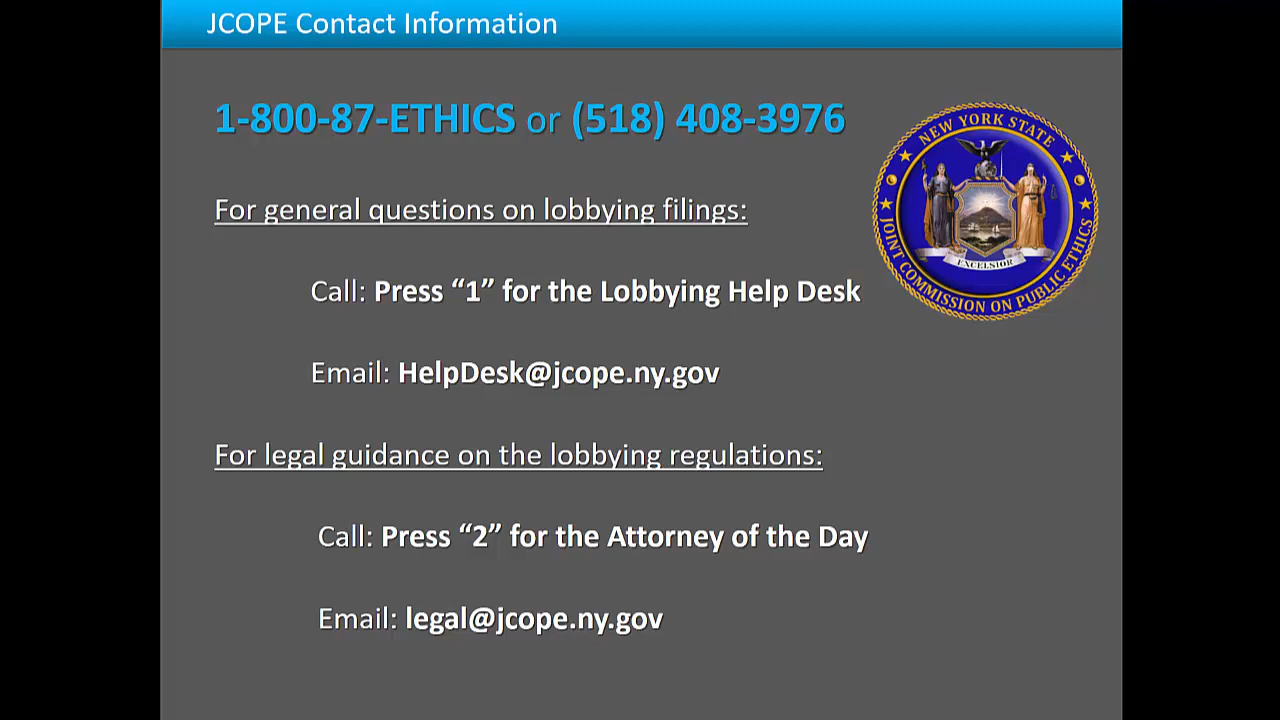 JCOPE Contact Information
1-800-87-ETHICS or (518) 408-3976
For general questions on lobbying filings:
Call: Press “1” for the Lobbying Help Desk
Email: HelpDesk@jcope.ny.gov
For legal guidance on the lobbying regulations:
Call: Press “2” for the Attorney of the Day
Email: legal@jcope.ny.gov
NEW YORK STATE
EXCELSIOR
JOINT COMMISSION ON PUBLIC ETHICS